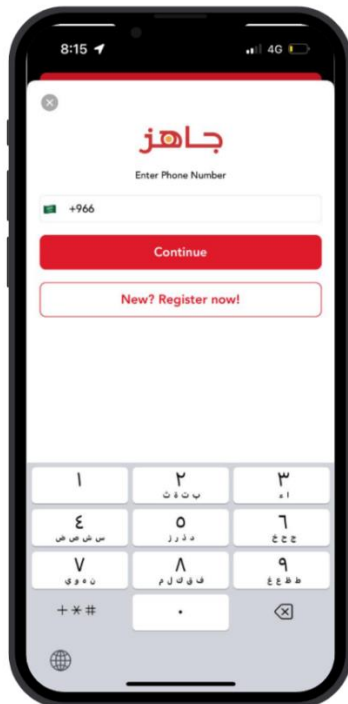 8:15 4G
جاهز
Enter Phone Number
+966
Continue
New? Register now!
١ ٢ ٣
ب ت ة ث ا ء
٤ ٥ ٦
س ش ص ض د ذ ر ز ج ح خ
٧ ٨ ٩
ن ه و ي ف ق ك ل م ط ظ ع غ
+*# ٠